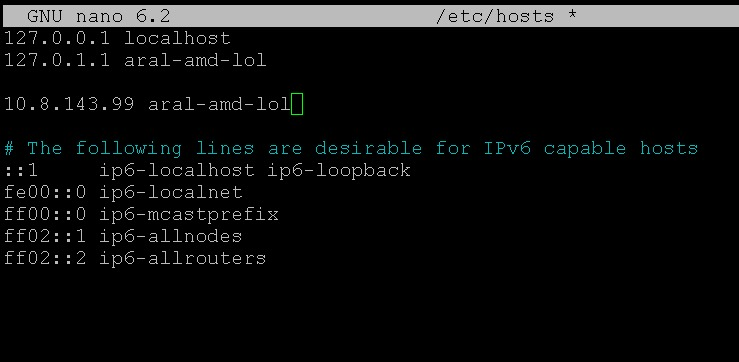 GNU nano 6.2 /etc/hosts *
127.0.0.1 localhost
127.0.1.1 aral-amd-lol
10.8.143.99 aral-amd-lol
# The following lines are desirable for IPv6 capable hosts
::1     ip6-localhost ip6-loopback
fe00::0 ip6-localnet
ff00::0 ip6-mcastprefix
ff02::1 ip6-allnodes
ff02::2 ip6-allrouters